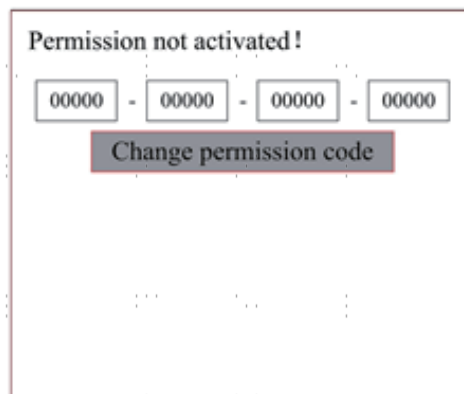 Permission not activated!
00000 - 00000 - 00000 - 00000
Change permission code